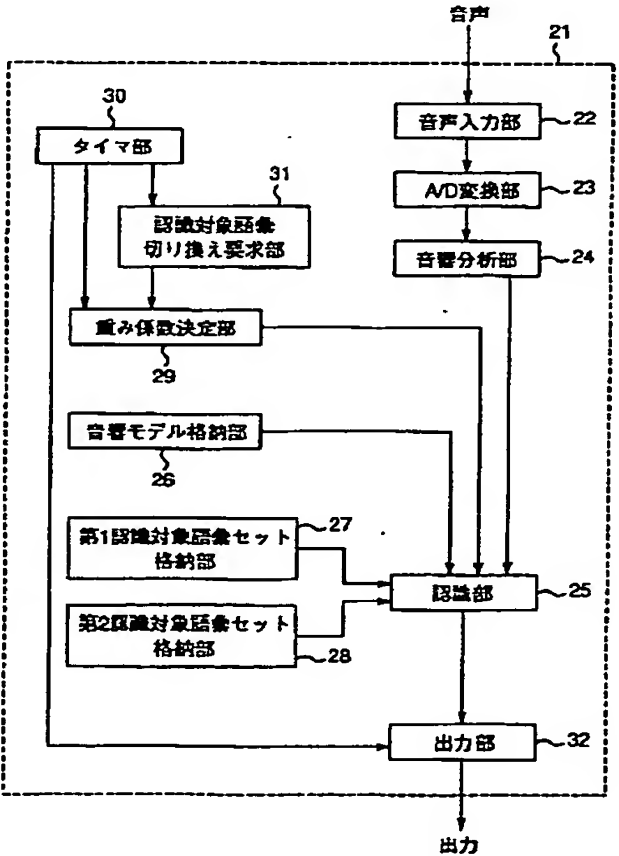 音声
21
30
タイマ部
音声入力部
22
31
A/D変換部
23
認識対象語彙
切り換え要求部
音響分析部
24
重み係数決定部
29
音響モデル格納部
26
第1認識対象語彙セット
格納部
27
認識部
25
第2認識対象語彙セット
格納部
28
出力部
32
出力